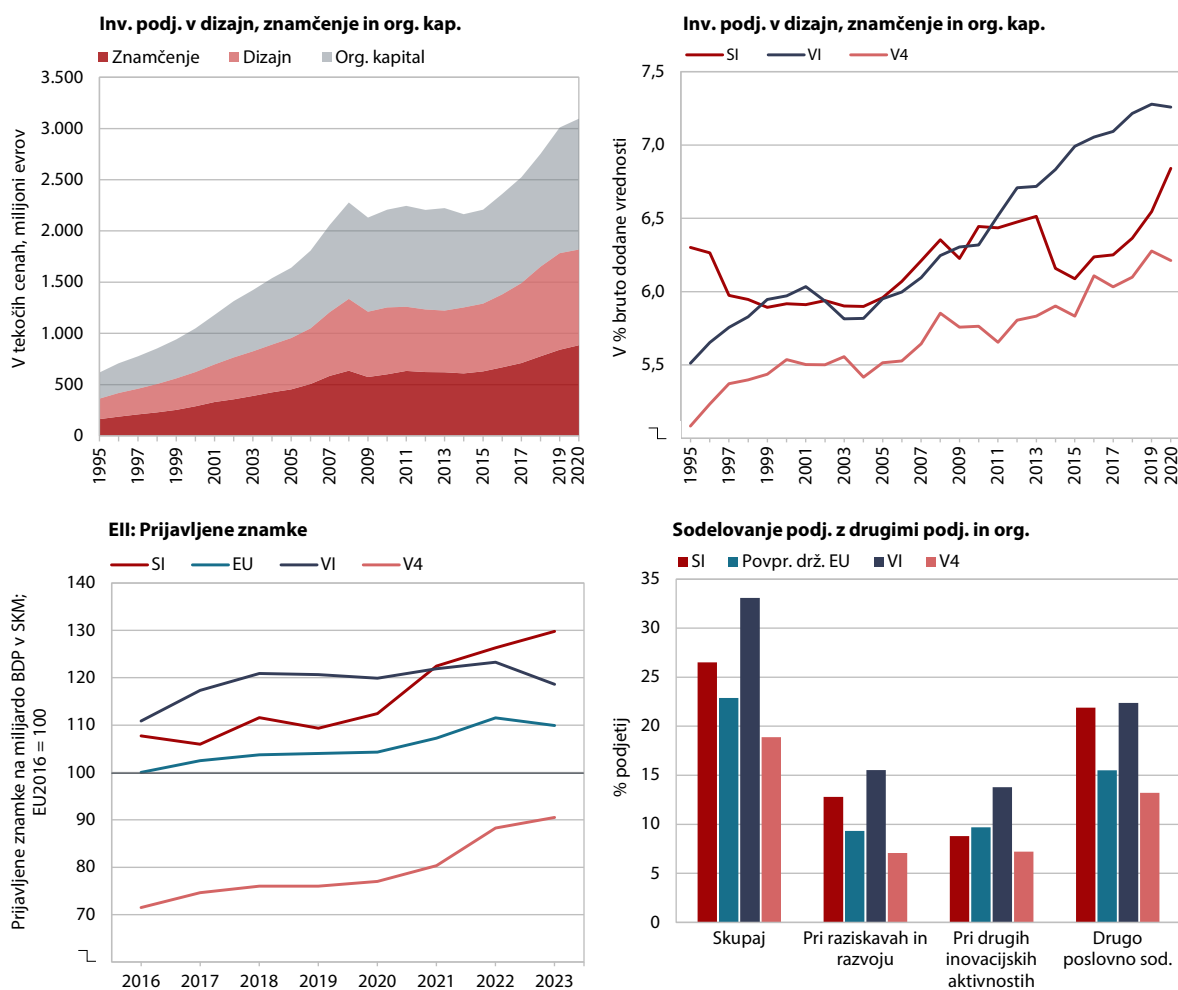 Inv. podj. v dizajn, znamčenje in org. kap.
Znamčenje Dizajn Org. kapital
V tekočih cenah, milijoni evrov
3.500
3.000
2.500
2.000
1.500
1.000
500
0
1995 1997 1999 2001 2003 2005 2007 2009 2011 2013 2015 2017 2019 2020
Inv. podj. v dizajn, znamčenje in org. kap.
SI VI V4
V % bruto dodane vrednosti
7,5
7,0
6,5
6,0
5,5
1995 1997 1999 2001 2003 2005 2007 2009 2011 2013 2015 2017 2019 2020
EII: Prijavljene znamke
SI EU VI V4
Prijavljene znamke na milijardo BDP v SKM;
EU2016 = 100
140
130
120
110
100
90
80
70
2016 2017 2018 2019 2020 2021 2022 2023
Sodelovanje podj. z drugimi podj. in org.
SI Povpr. drž. EU VI V4
% podjetij
35
30
25
20
15
10
5
0
Skupaj
Pri raziskavah in
razvoju
Pri drugih
inovacijskih
aktivnostih
Drugo
poslovno sod.